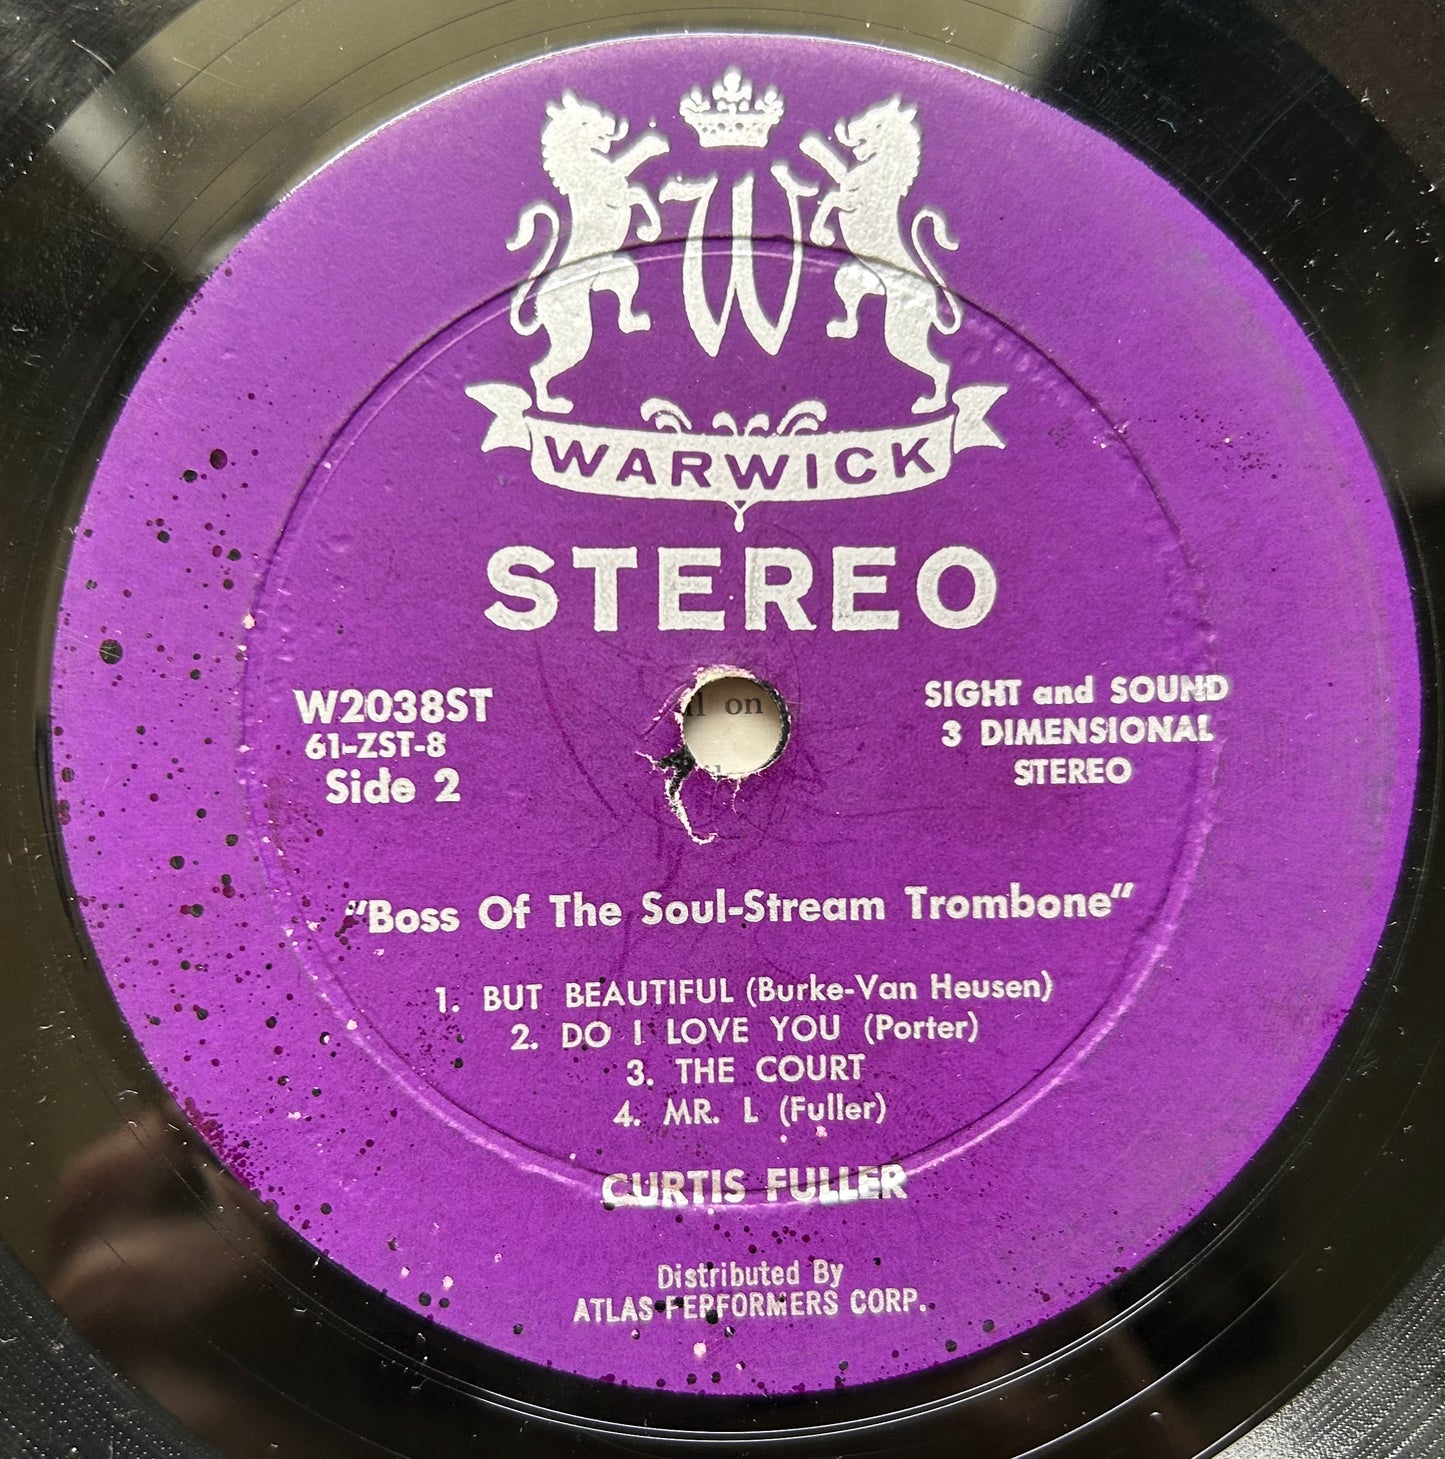 W
WARWICK
STEREO
W2038ST
61-ZST-8
Side 2
SIGHT and SOUND
3 DIMENSIONAL
STEREO
on
"Boss Of The Soul-Stream Trombone"
1. BUT BEAUTIFUL (Burke-Van Heusen)
2. DO I LOVE YOU (Porter)
3. THE COURT
4. MR. L (Fuller)
CURTIS FULLER
Distributed By
ATLAS PEPFORMERS CORP.